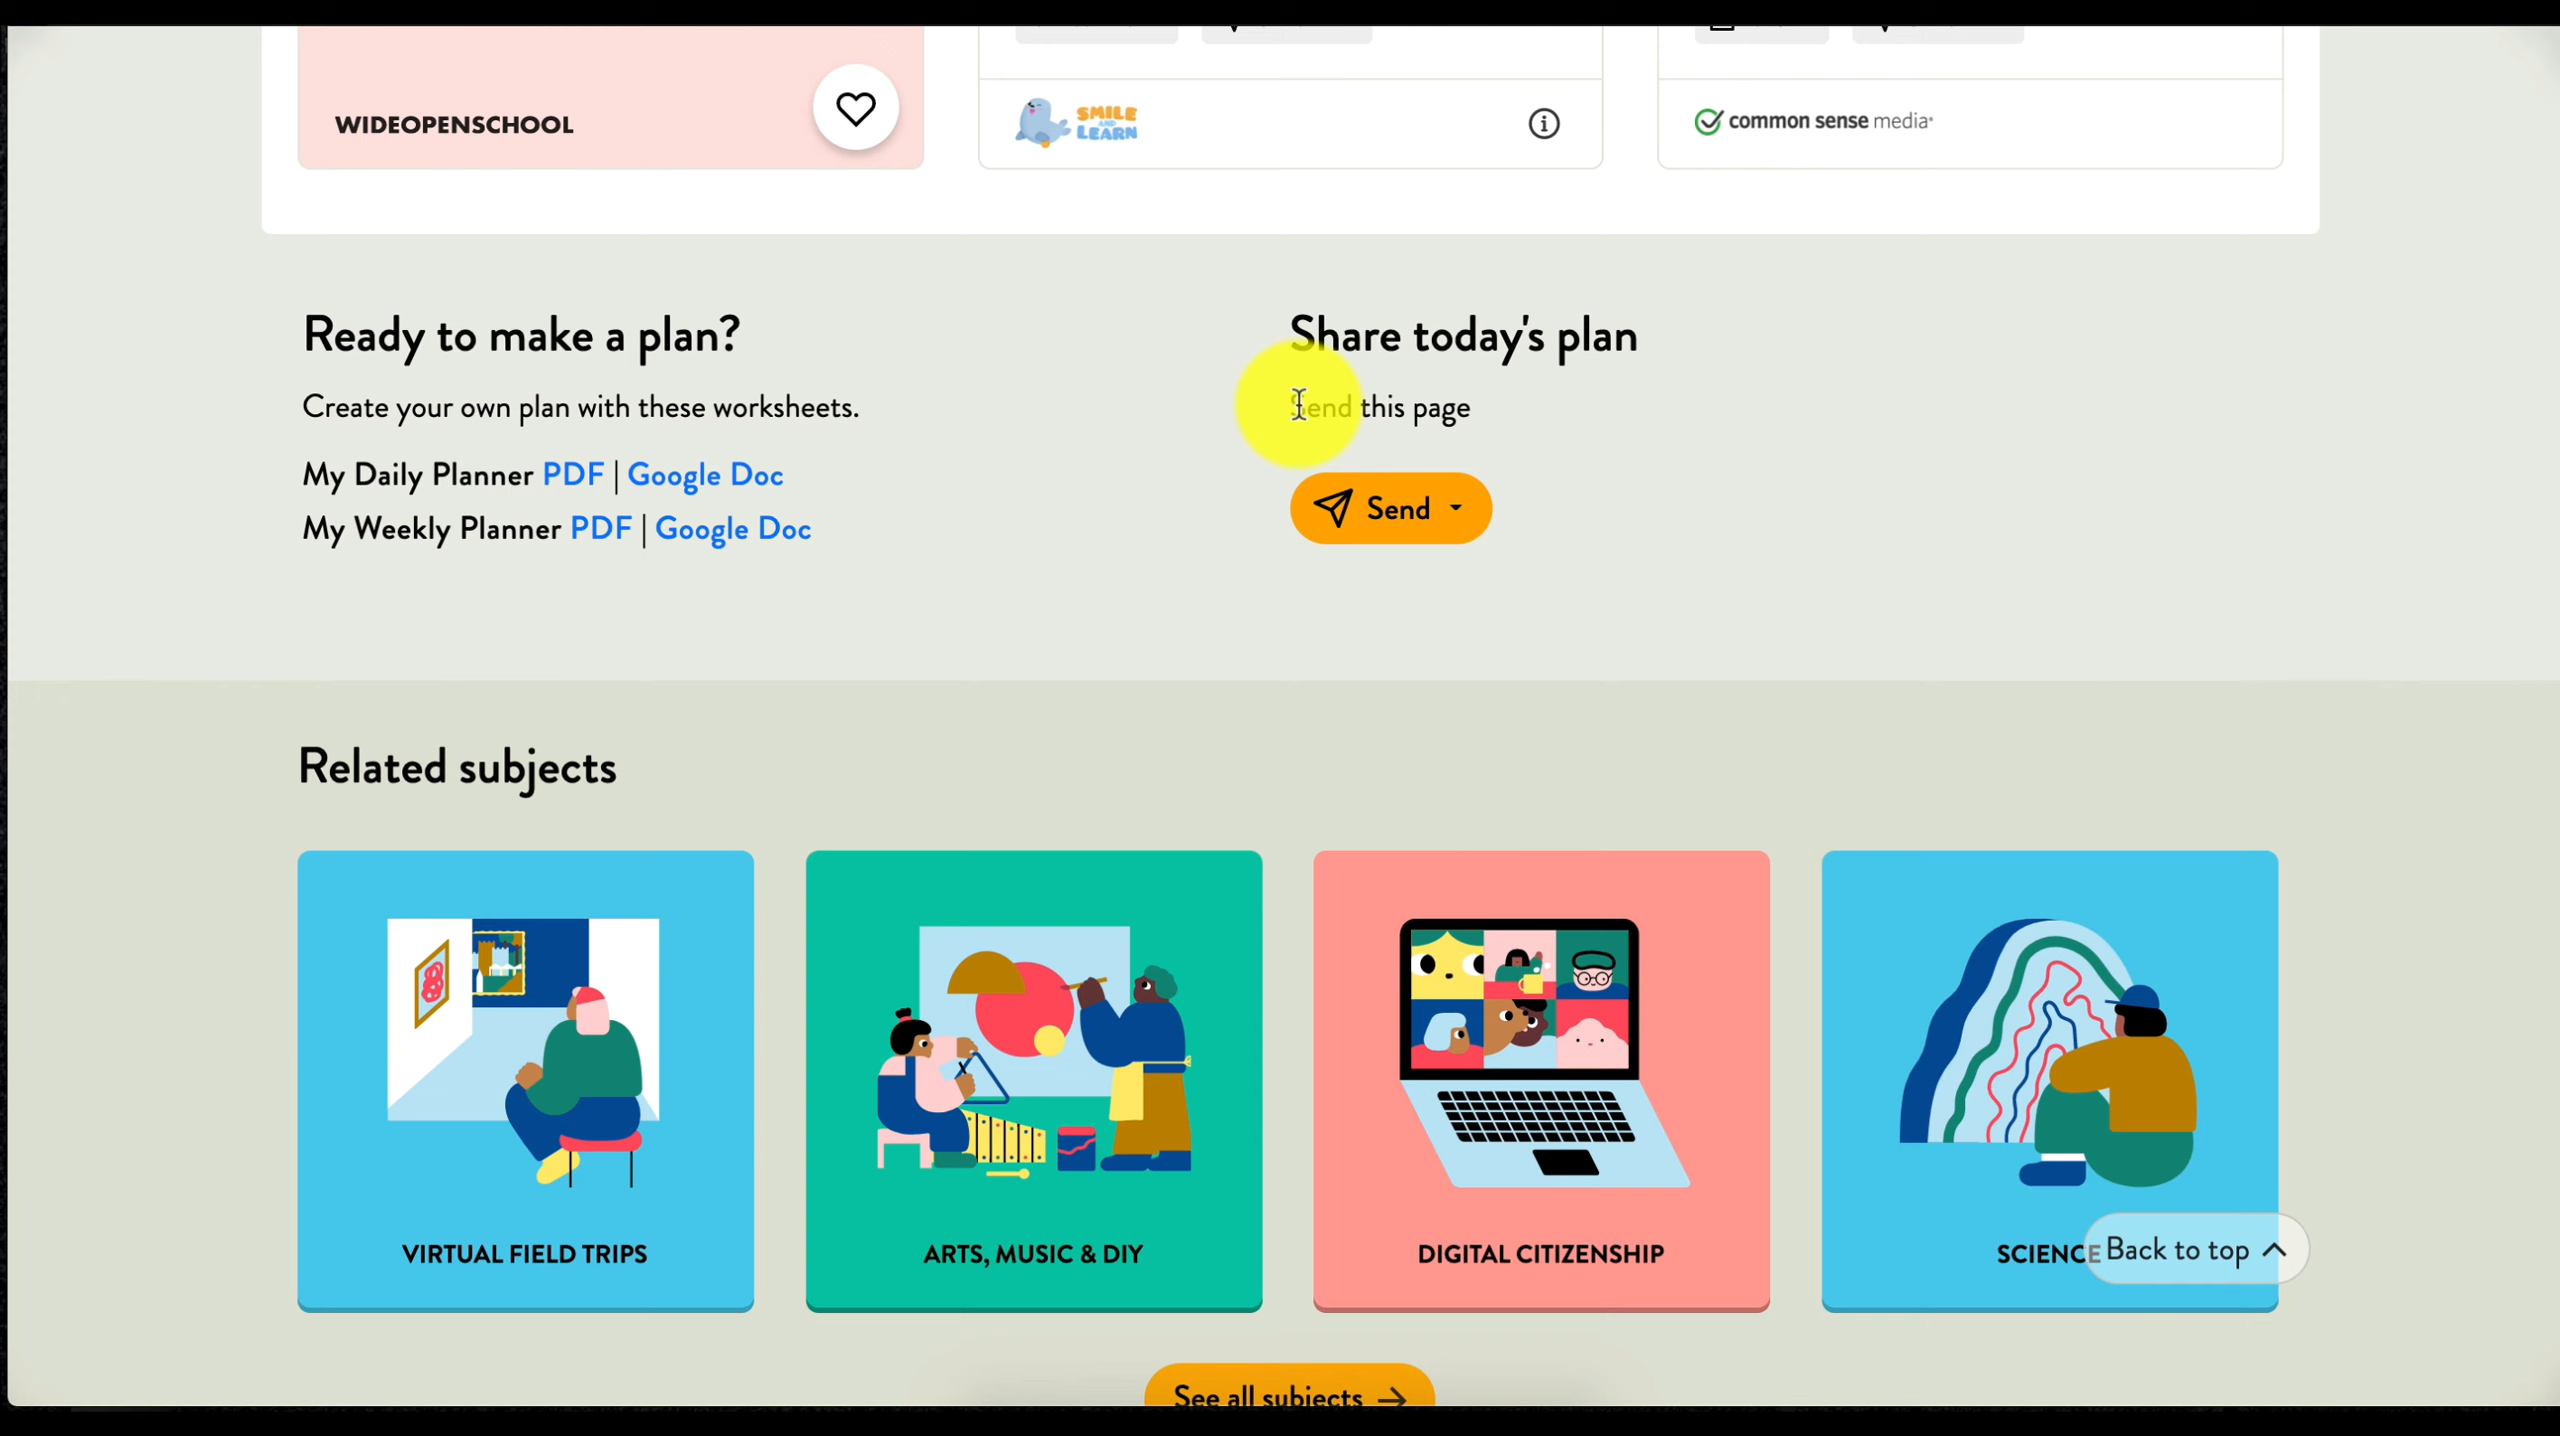 WIDEOPENSCHOOL
SMILE
AND
LEARN
common sense media
Ready to make a plan?
Create your own plan with these worksheets.
My Daily Planner PDF | Google Doc
My Weekly Planner PDF | Google Doc
Share today's plan
Send this page
Send
Related subjects
VIRTUAL FIELD TRIPS
ARTS, MUSIC & DIY
DIGITAL CITIZENSHIP
SCIENCE
Back to top
See all subjects